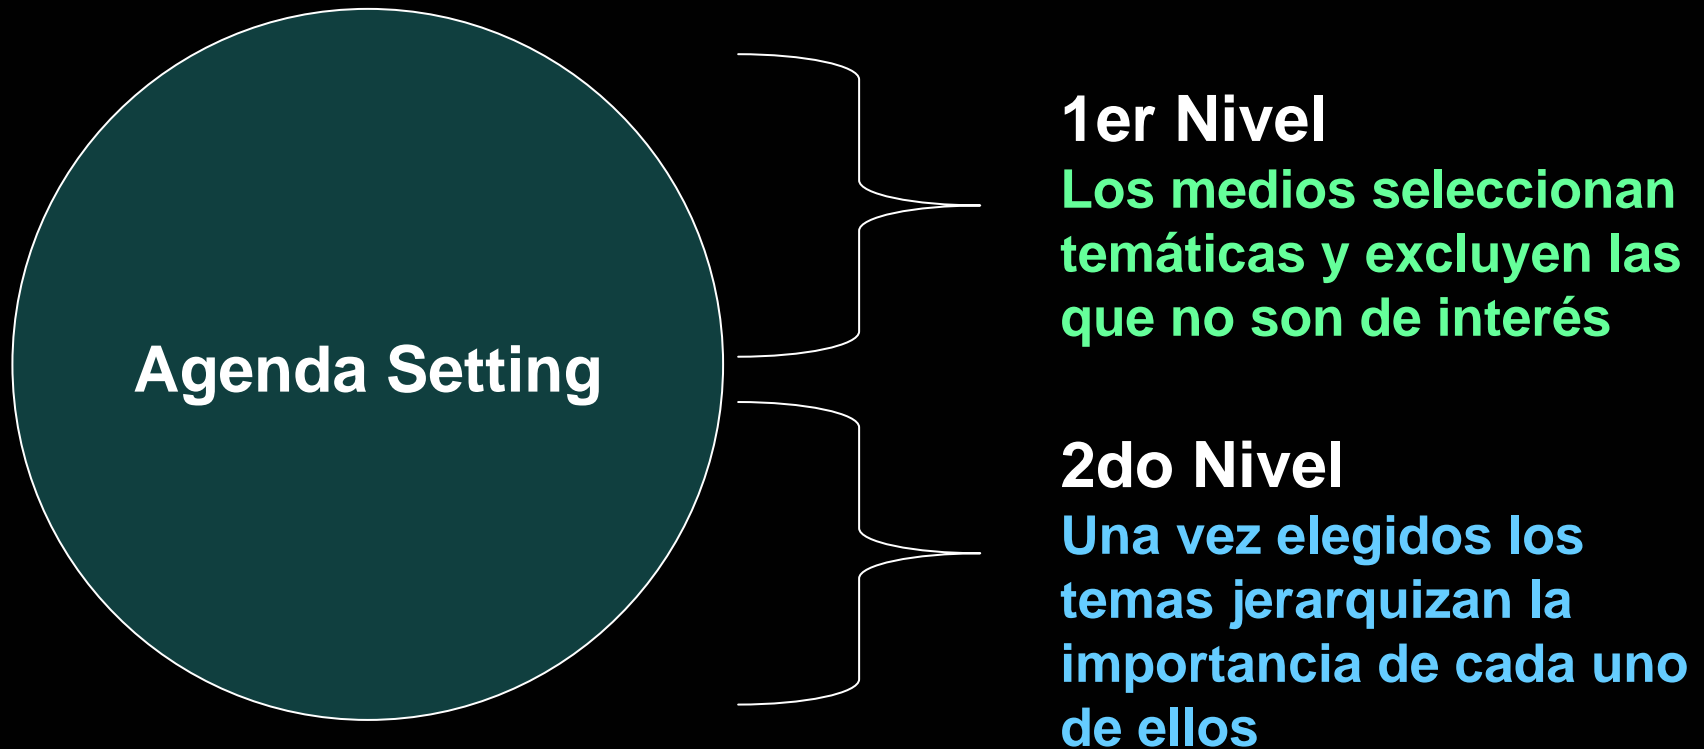 Agenda Setting
1er Nivel
Los medios seleccionan
temáticas y excluyen las
que no son de interés
2do Nivel
Una vez elegidos los
temas jerarquizan la
importancia de cada uno
de ellos